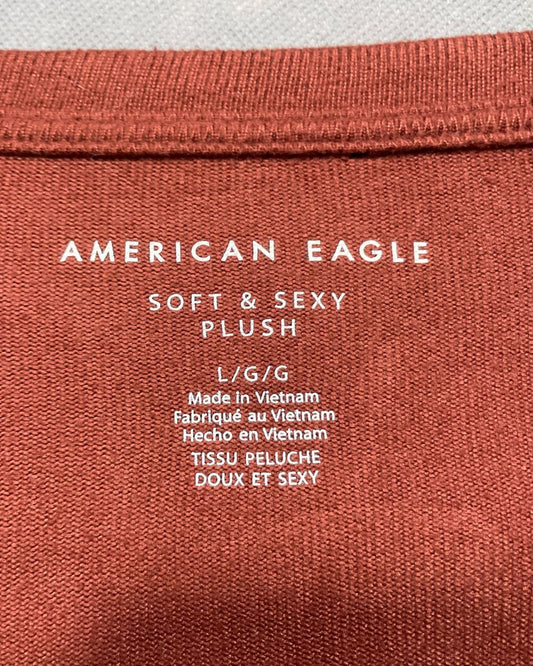 AMERICAN EAGLE
SOFT & SEXY
PLUSH
L/G/G
Made in Vietnam
Fabriqué au Vietnam
Hecho en Vietnam
TISSU PELUCHE
DOUX ET SEXY